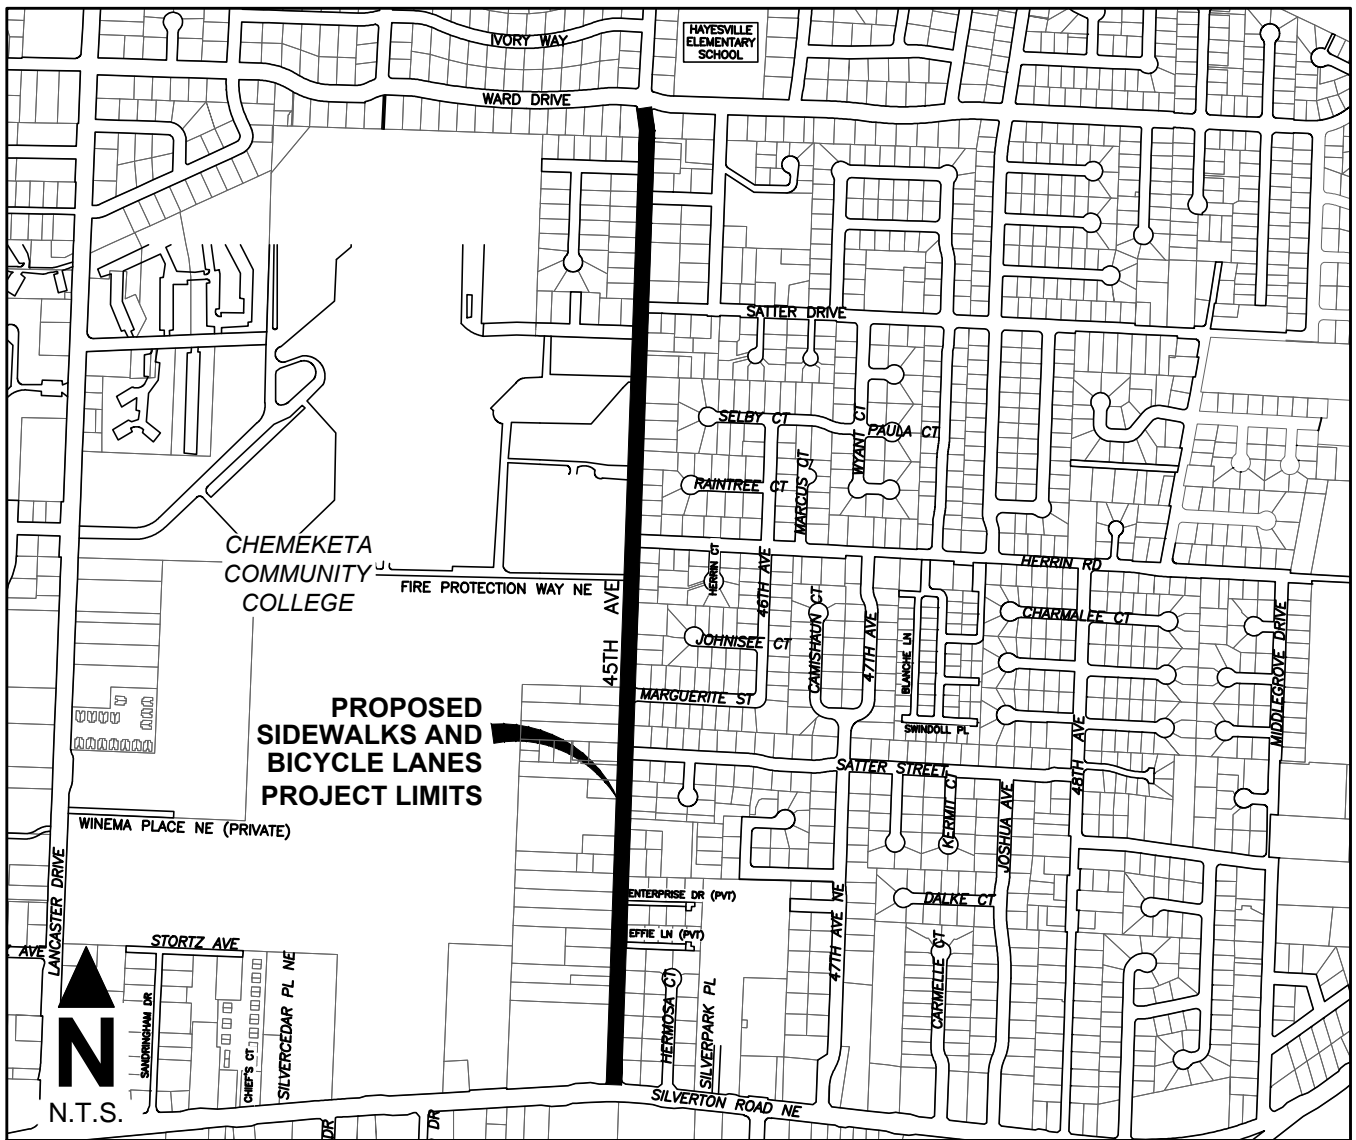 IVORY WAY
HAYESVILLE
ELEMENTARY
SCHOOL
WARD DRIVE
SATTER DRIVE
SELBY CT
WYANT CT
PAULA CT
MARCUS CT
RAINTREE CT
CHEMEKETA
COMMUNITY
COLLEGE
FIRE PROTECTION WAY NE
45TH AVE
HERRIN CT
46TH AVE
HERRIN RD
CAMISHAUN CT
47TH AVE
BLANCHE LN
CHARMALEE CT
JOHNISEE CT
MIDDLEGROVE DRIVE
MARGUERITE ST
SWINDOLL PL
48TH AVE
PROPOSED
SIDEWALKS AND
BICYCLE LANES
PROJECT LIMITS
SATTER STREET
KERMIT CT
JOSHUA AVE
WINEMA PLACE NE (PRIVATE)
LANCASTER DRIVE
ENTERPRISE DR (PVT)
47TH AVE NE
DALKE CT
EFFIE LN (PVT)
STORTZ AVE
AVE
CARMELLE CT
SANDRINGHAM DR
CHIEF'S CT
SILVERCEDAR PL NE
HERMOSA CT
SILVERPARK PL
N
N.T.S.
SILVERTON ROAD NE
DR
DR